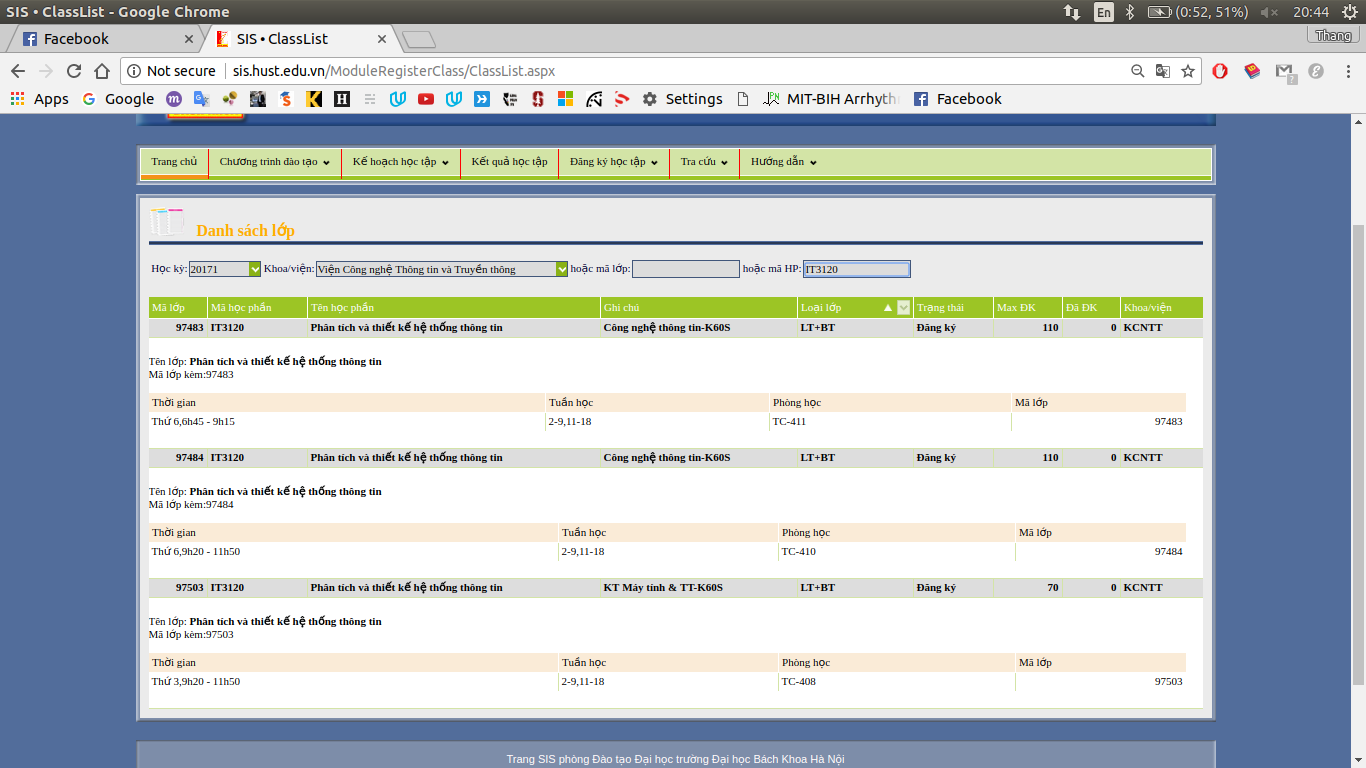 SIS • ClassList - Google Chrome En (0:52, 51%) 20:44
Facebook SIS • ClassList Thang
Not secure sis.hust.edu.vn/ModuleRegisterClass/ClassList.aspx
Apps Google Settings MIT-BIH Arrhyth Facebook
Trang chủ Chương trình đào tạo Kế hoạch học tập Kết quả học tập Đăng ký học tập Tra cứu Hướng dẫn
Danh sách lớp
Học kỳ: 20171 Khoa/viện: Viện Công nghệ Thông tin và Truyền thông hoặc mã lớp: hoặc mã HP: IT3120
Mã lớp Mã học phần Tên học phần Ghi chú Loại lớp Trạng thái Max ĐK Đã ĐK Khoa/viện
97483 IT3120 Phân tích và thiết kế hệ thống thông tin Công nghệ thông tin-K60S LT+BT Đăng ký 110 0 KCNTT
Tên lớp: Phân tích và thiết kế hệ thống thông tin
Mã lớp kèm:97483
Thời gian Tuần học Phòng học Mã lớp
Thứ 6,6h45 - 9h15 2-9,11-18 TC-411 97483
97484 IT3120 Phân tích và thiết kế hệ thống thông tin Công nghệ thông tin-K60S LT+BT Đăng ký 110 0 KCNTT
Tên lớp: Phân tích và thiết kế hệ thống thông tin
Mã lớp kèm:97484
Thời gian Tuần học Phòng học Mã lớp
Thứ 6,9h20 - 11h50 2-9,11-18 TC-410 97484
97503 IT3120 Phân tích và thiết kế hệ thống thông tin KT Máy tính & TT-K60S LT+BT Đăng ký 70 0 KCNTT
Tên lớp: Phân tích và thiết kế hệ thống thông tin
Mã lớp kèm:97503
Thời gian Tuần học Phòng học Mã lớp
Thứ 3,9h20 - 11h50 2-9,11-18 TC-408 97503
Trang SIS phòng Đào tạo Đại học trường Đại học Bách Khoa Hà Nội